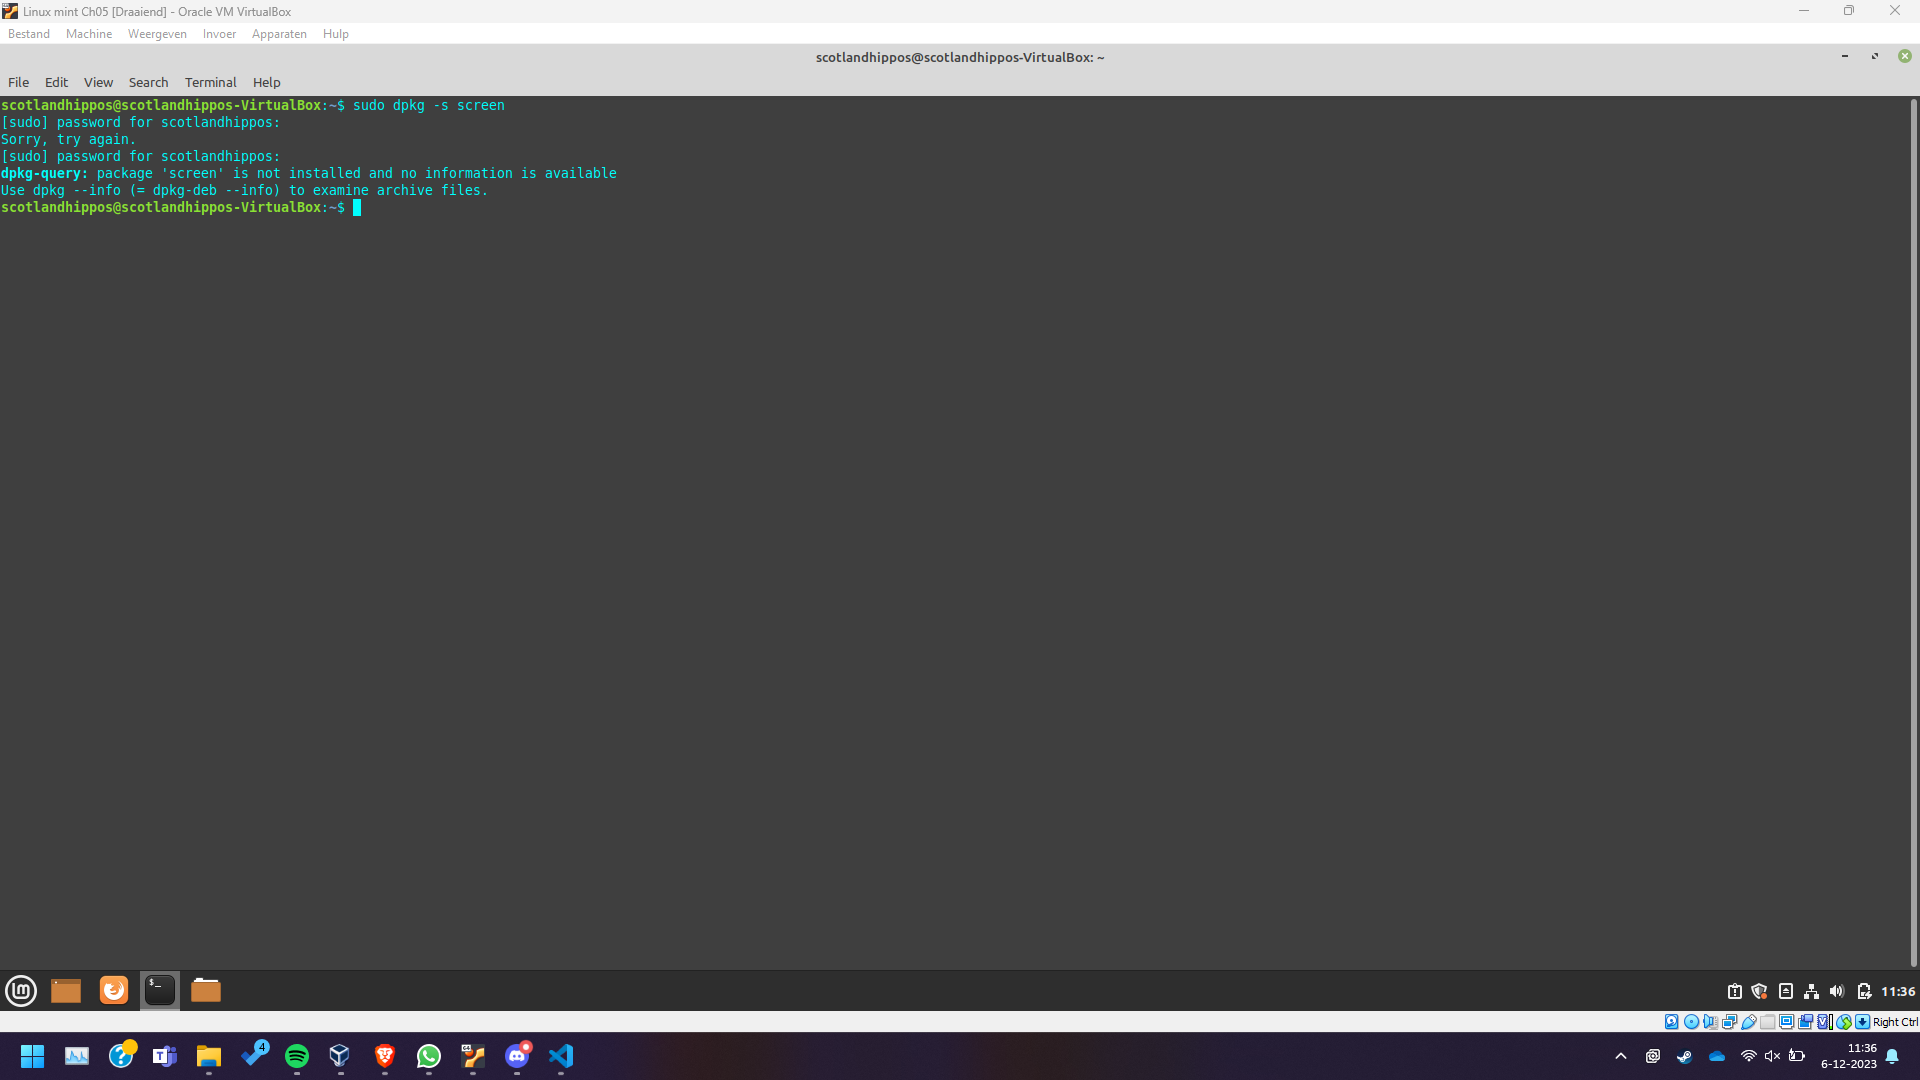 Linux mint Ch05 [Draaiend] - Oracle VM VirtualBox
Bestand Machine Weergeven Invoer Apparaten Hulp
scotlandhippos@scotlandhippos-VirtualBox: ~
File Edit View Search Terminal Help
scotlandhippos@scotlandhippos-VirtualBox:~$ sudo dpkg -s screen
[sudo] password for scotlandhippos:
Sorry, try again.
[sudo] password for scotlandhippos:
dpkg-query: package 'screen' is not installed and no information is available
Use dpkg --info (= dpkg-deb --info) to examine archive files.
scotlandhippos@scotlandhippos-VirtualBox:~$
11:36
Right Ctrl
4
11:36
6-12-2023